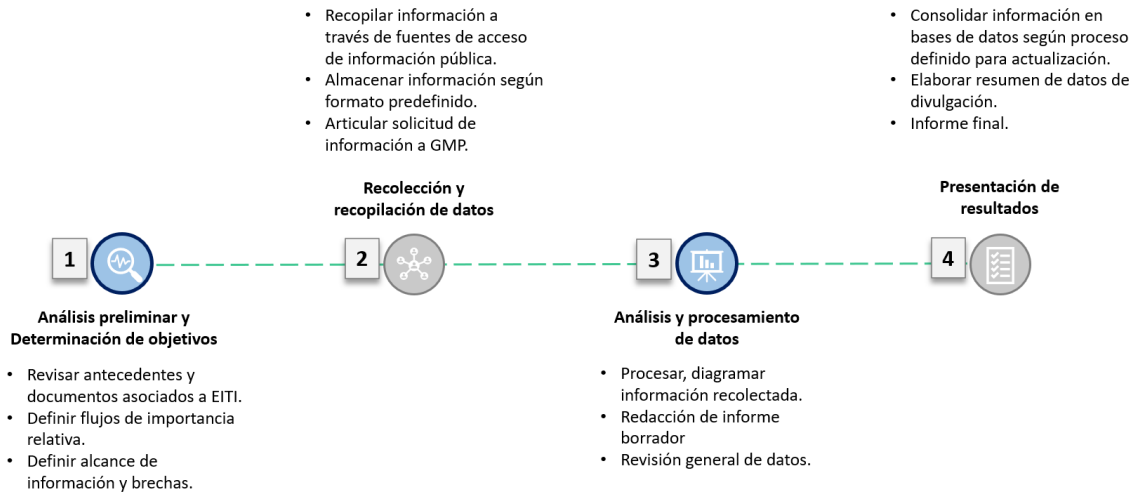 1
Análisis preliminar y
Determinación de objetivos
• Revisar antecedentes y
documentos asociados a EITI.
• Definir flujos de importancia
relativa.
• Definir alcance de
información y brechas.
• Recopilar información a
través de fuentes de acceso
de información pública.
• Almacenar información según
formato predefinido.
• Articular solicitud de
información a GMP.
Recolección y
recopilación de datos
2
3
Análisis y procesamiento
de datos
• Procesar, diagramar
información recolectada.
• Redacción de informe
borrador
• Revisión general de datos.
• Consolidar información en
bases de datos según proceso
definido para actualización.
• Elaborar resumen de datos de
divulgación.
• Informe final.
Presentación de
resultados
4